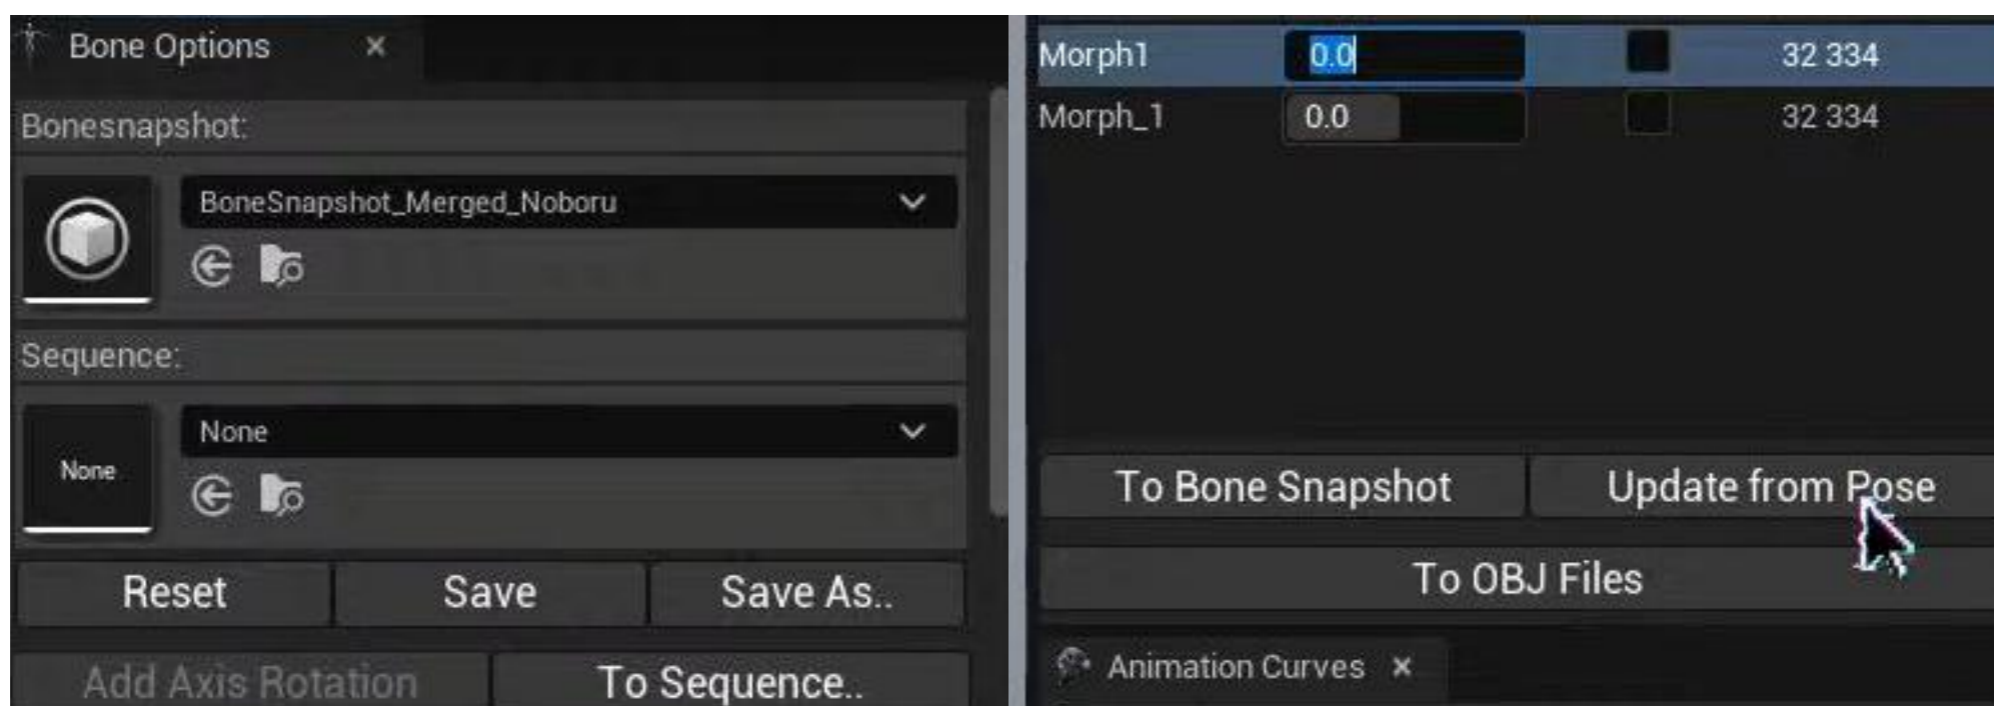 Bone Options
Bonesnapshot:
BoneSnapshot_Merged_Noboru
Sequence:
None
None
Reset Save Save As..
Add Axis Rotation To Sequence..
Morph1 0.0 32 334
Morph_1 0.0 32 334
To Bone Snapshot Update from Pose
To OBJ Files
Animation Curves